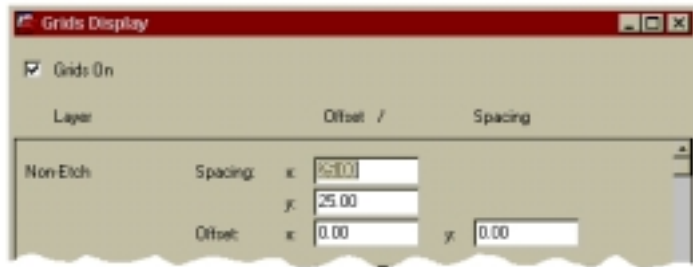 Grids Display
Grids On
Layer Offset / Spacing
Non-Etch Spacing: x:
y: 25.00
Offset: x: 0.00 y: 0.00